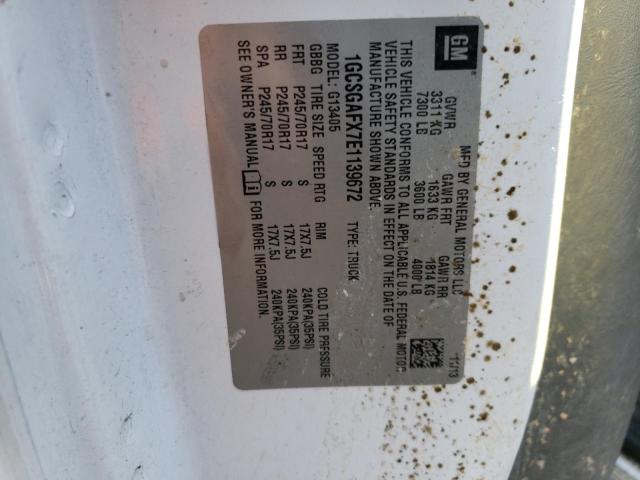 GM
MFD BY GENERAL MOTORS LLC
GVWR GAWR FRT GAWR RR
3311 KG 1633 KG 1814 KG
7300 LB 3600 LB 4000 LB
THIS VEHICLE CONFORMS TO ALL APPLICABLE U.S. FEDERAL MOTOR
VEHICLE SAFETY STANDARDS IN EFFECT ON THE DATE OF
MANUFACTURE SHOWN ABOVE.
1GCSGAFX7E1139672 TYPE: TRUCK
MODEL: G13405
GBBG TIRE SIZE SPEED RTG RIM COLD TIRE PRESSURE
FRT P245/70R17 S 17X7.5J 240KPA(35PSI)
RR P245/70R17 S 17X7.5J 240KPA(35PSI)
SPA P245/70R17 S 17X7.5J 240KPA(35PSI)
SEE OWNER'S MANUAL FOR MORE INFORMATION.